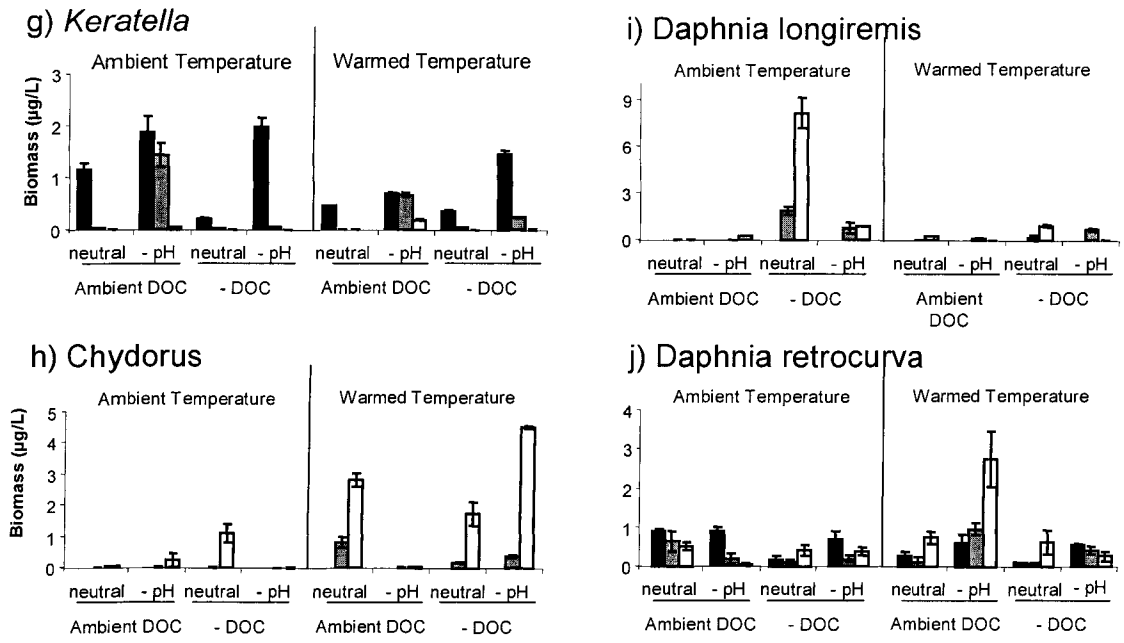 g) Keratella
Ambient Temperature Warmed Temperature
Biomass (µg/L)
3
2
1
0
neutral - pH neutral - pH neutral - pH neutral - pH
Ambient DOC - DOC Ambient DOC - DOC
i) Daphnia longiremis
Ambient Temperature Warmed Temperature
9
6
3
0
neutral - pH neutral - pH neutral - pH neutral - pH
Ambient DOC - DOC Ambient - DOC
DOC
h) Chydorus
Ambient Temperature Warmed Temperature
Biomass (µg/L)
5
4
3
2
1
0
neutral - pH neutral - pH neutral - pH neutral - pH
Ambient DOC - DOC Ambient DOC - DOC
j) Daphnia retrocurva
Ambient Temperature Warmed Temperature
4
3
2
1
0
neutral - pH neutral - pH neutral - pH neutral - pH
Ambient DOC - DOC Ambient DOC - DOC